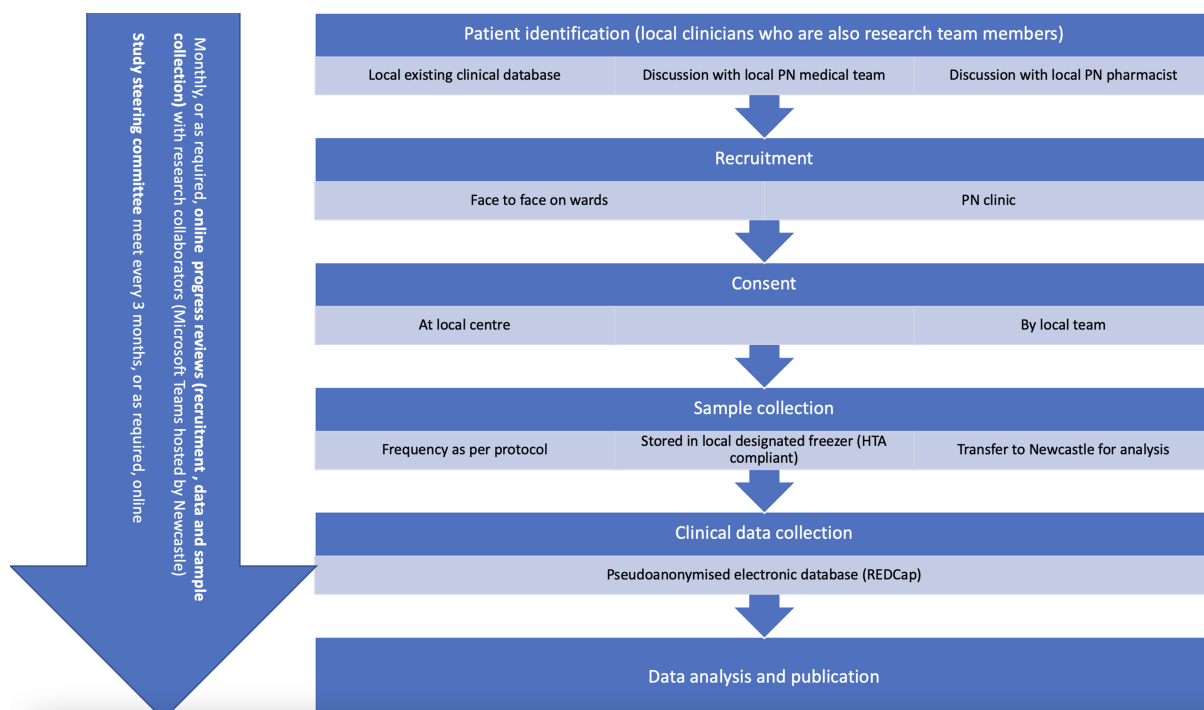 Monthly, or as required, online progress reviews (recruitment , data and sample
collection) with research collaborators (Microsoft Teams hosted by Newcastle)
Study steering committee meet every 3 months, or as required, online
Patient identification (local clinicians who are also research team members)
Local existing clinical database
Discussion with local PN medical team
Discussion with local PN pharmacist
Recruitment
Face to face on wards
PN clinic
Consent
At local centre
By local team
Sample collection
Frequency as per protocol
Stored in local designated freezer (HTA
compliant)
Transfer to Newcastle for analysis
Clinical data collection
Pseudoanonymised electronic database (REDCap)
Data analysis and publication